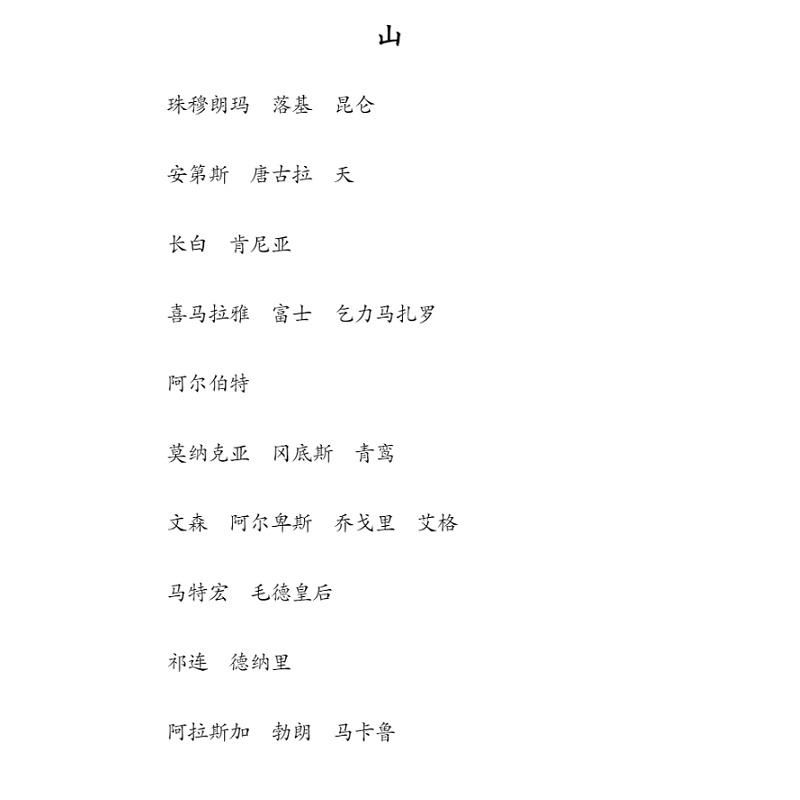 山
珠穆朗玛　落基　昆仑
安第斯　唐古拉　天
长白　肯尼亚
喜马拉雅　富士　乞力马扎罗
阿尔伯特
莫纳克亚　冈底斯　青鸾
文森　阿尔卑斯　乔戈里　艾格
马特宏　毛德皇后
祁连　德纳里
阿拉斯加　勃朗　马卡鲁